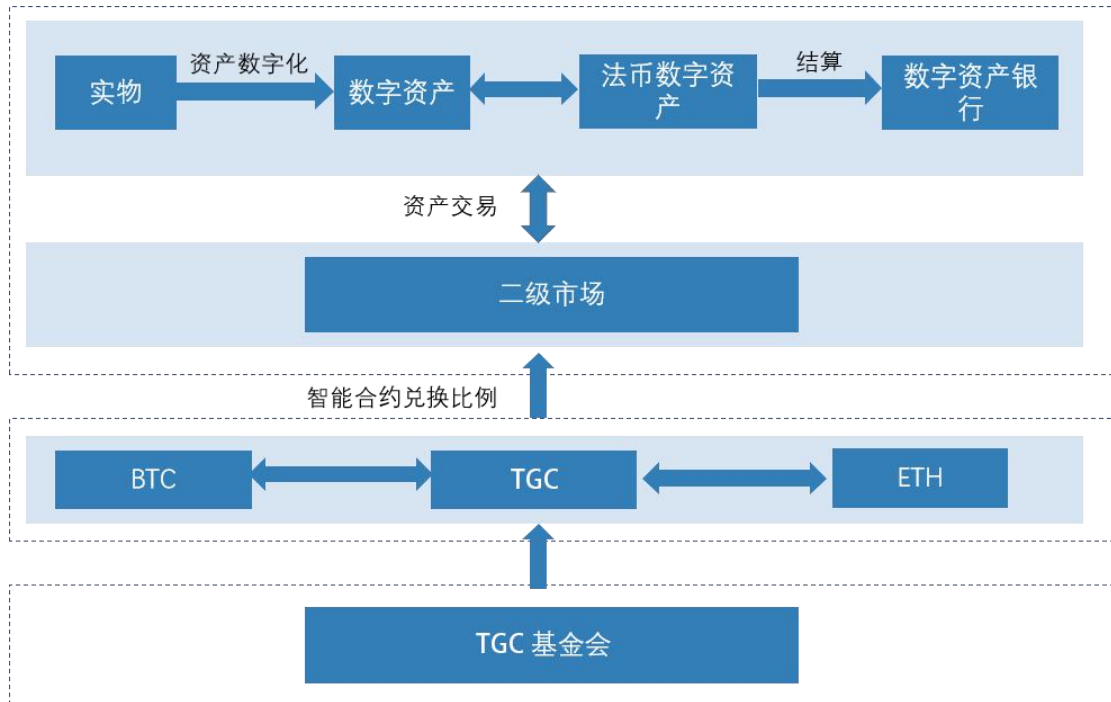 资产数字化
结算
实物
数字资产
法币数字资
产
数字资产银
行
资产交易
二级市场
智能合约兑换比例
BTC
TGC
ETH
TGC 基金会